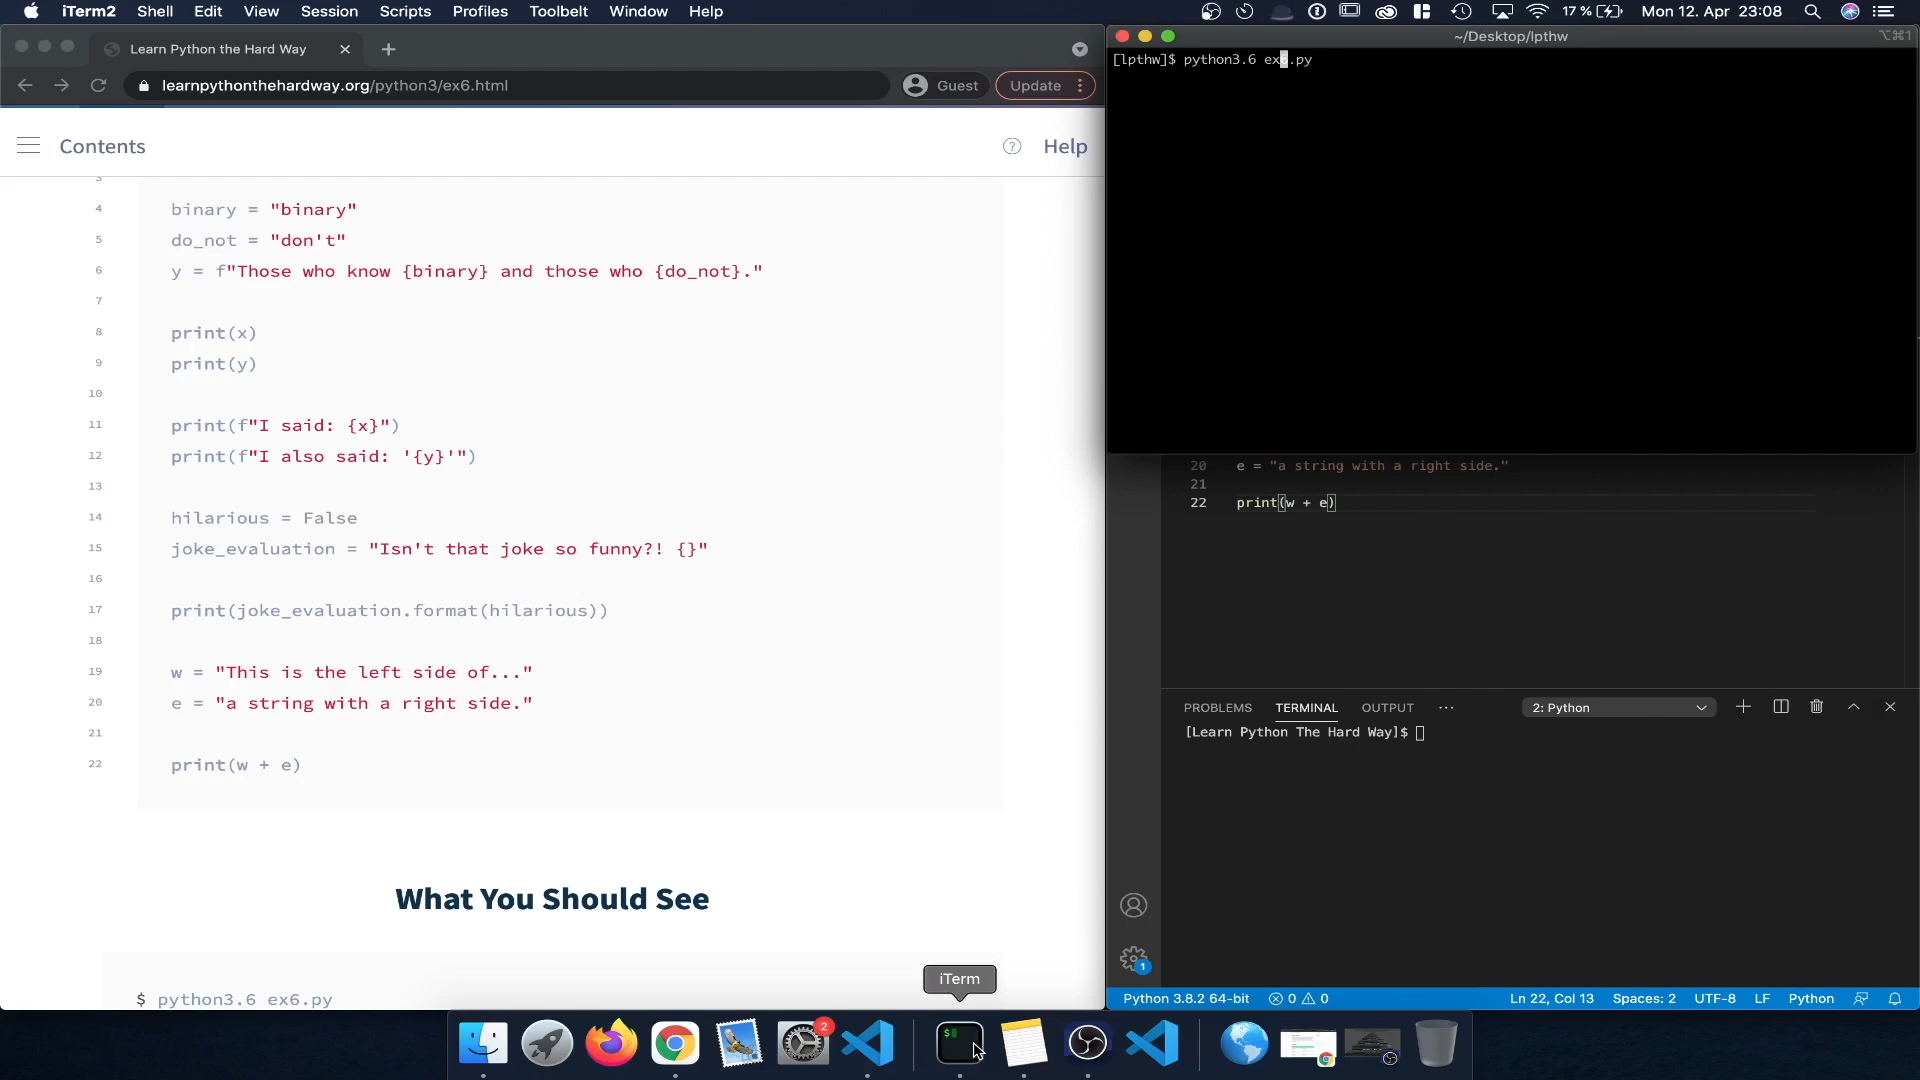 iTerm2 Shell Edit View Session Scripts Profiles Toolbelt Window Help 17 % Mon 12. Apr 23:08
Learn Python the Hard Way
learnpythonthehardway.org/python3/ex6.html Guest Update
Contents Help
3
4 binary = "binary"
5 do_not = "don't"
6 y = f"Those who know {binary} and those who {do_not}."
7
8 print(x)
9 print(y)
10
11 print(f"I said: {x}")
12 print(f"I also said: '{y}'")
13
14 hilarious = False
15 joke_evaluation = "Isn't that joke so funny?! {}"
16
17 print(joke_evaluation.format(hilarious))
18
19 w = "This is the left side of..."
20 e = "a string with a right side."
21
22 print(w + e)
What You Should See
$ python3.6 ex6.py
~/Desktop/lpthw ⌥⌘1
[lpthw]$ python3.6 ex6.py
20 e = "a string with a right side."
21
22 print(w + e)
PROBLEMS TERMINAL OUTPUT ··· 2: Python
[Learn Python The Hard Way]$
1
Python 3.8.2 64-bit 0 0 Ln 22, Col 13 Spaces: 2 UTF-8 LF Python
iTerm
2
$